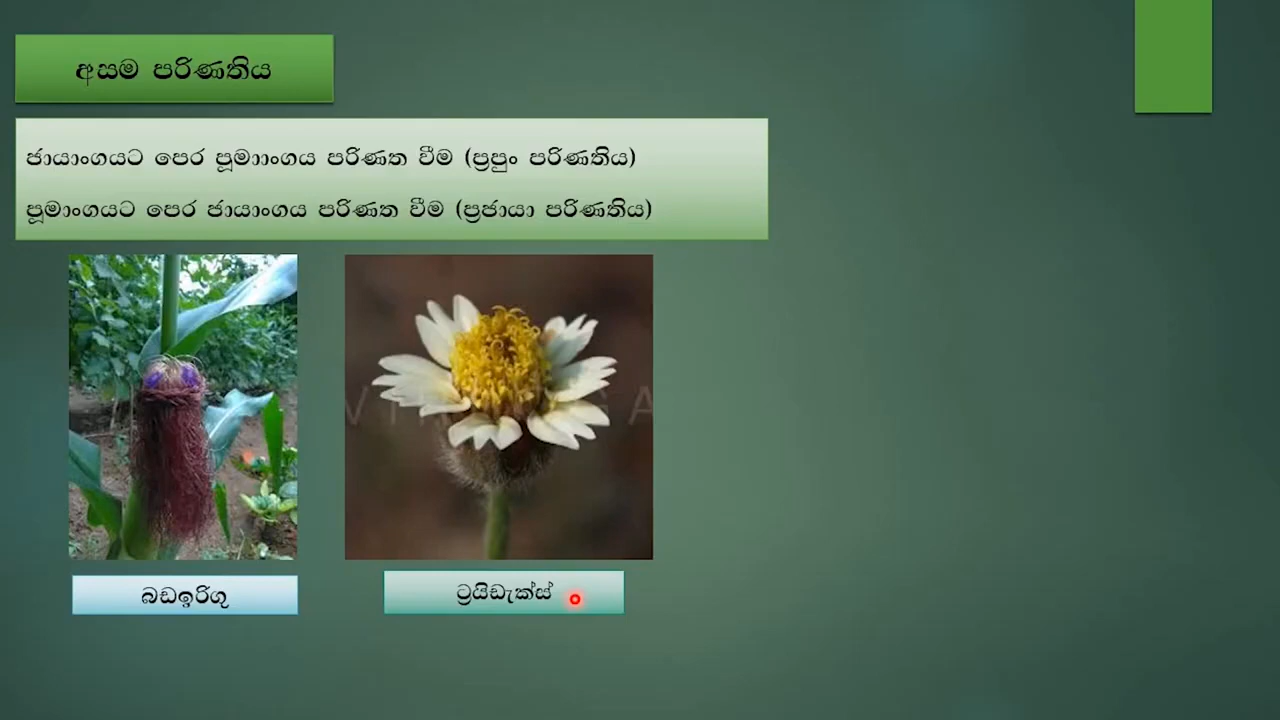 අසම පරිණතිය
ජායාංගයට පෙර පූමාාංගය පරිණත වීම (ප්‍රපුං පරිණතිය)
පූමාංගයට පෙර ජායාංගය පරිණත වීම (ප්‍රජායා පරිණතිය)
බඩඉරිගු
ට්‍රයිඩැක්ස්